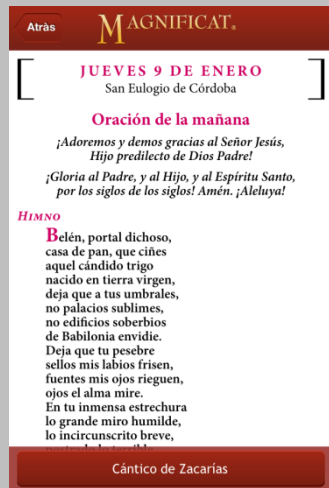 Atràs
MAGNIFICAT®
JUEVES 9 DE ENERO
San Eulogio de Córdoba
Oración de la mañana
¡Adoremos y demos gracias al Señor Jesús,
Hijo predilecto de Dios Padre!
¡Gloria al Padre, y al Hijo, y al Espíritu Santo,
por los siglos de los siglos! Amén. ¡Aleluya!
HIMNO
Belén, portal dichoso,
casa de pan, que ciñes
aquel cándido trigo
nacido en tierra virgen,
deja que a tus umbrales,
no palacios sublimes,
no edificios soberbios
de Babilonia envidie.
Deja que tu pesebre
sellos mis labios frisen,
fuentes mis ojos rieguen,
ojos el alma mire.
En tu inmensa estrechura
lo grande miro humilde,
lo incircunscrito breve,
Cántico de Zacarías